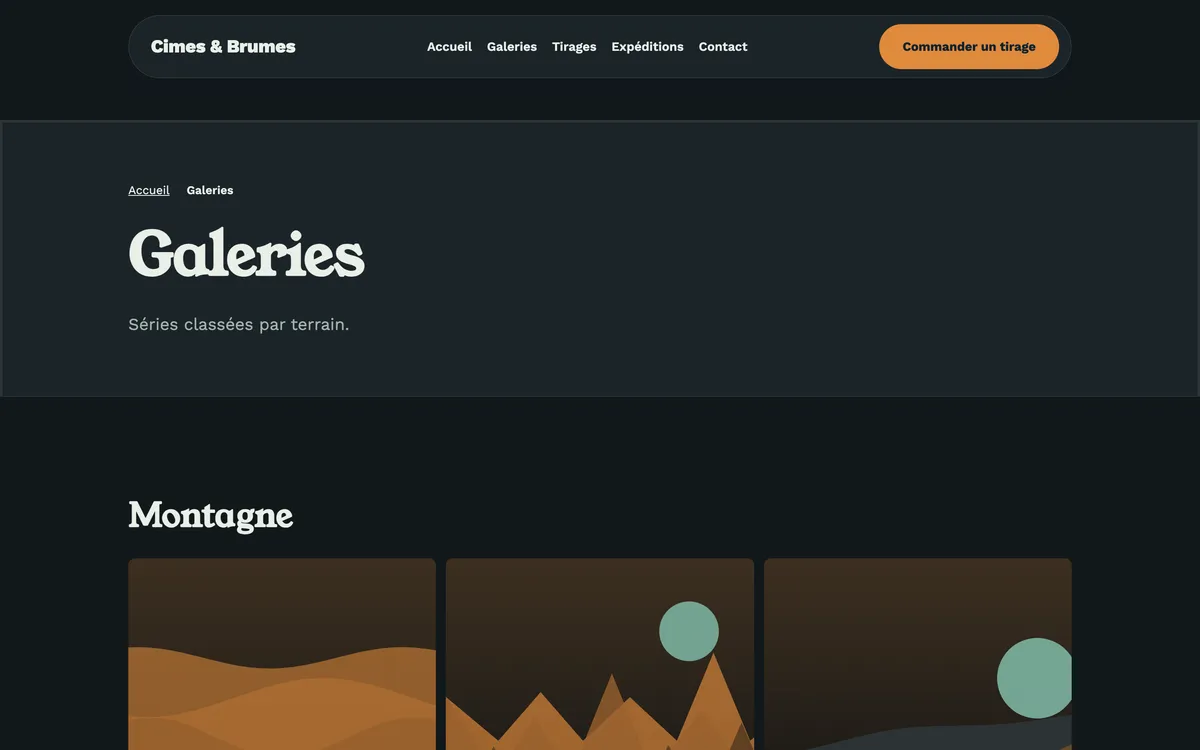 Cimes & Brumes
Accueil Galeries Tirages Expéditions Contact
Commander un tirage
Accueil Galeries
Galeries
Séries classées par terrain.
Montagne